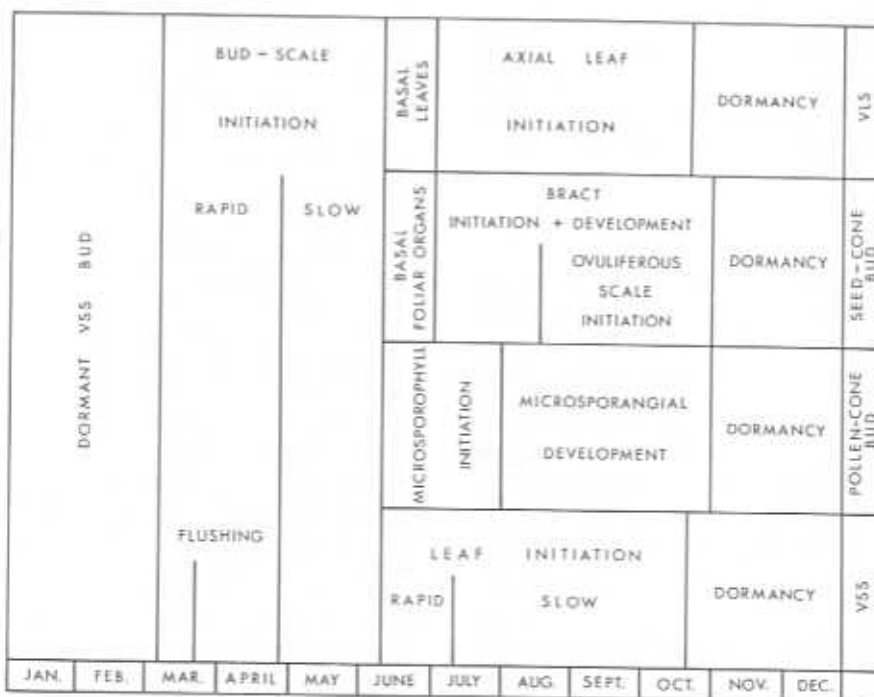 BUD - SCALE
INITIATION
RAPID
SLOW
DORMANT VSS BUD
FLUSHING
BASAL
LEAVES
AXIAL LEAF
INITIATION
DORMANCY
VLS
BASAL
FOLIAR ORGANS
BRACT
INITIATION + DEVELOPMENT
OVULIFEROUS
SCALE
INITIATION
DORMANCY
SEED-CONE
BUD
MICROSPOROPHYLL
INITIATION
MICROSPORANGIAL
DEVELOPMENT
DORMANCY
POLLEN-CONE
BUD
LEAF INITIATION
RAPID
SLOW
DORMANCY
VSS
JAN. FEB. MAR. APRIL MAY JUNE JULY AUG. SEPT. OCT. NOV. DEC.